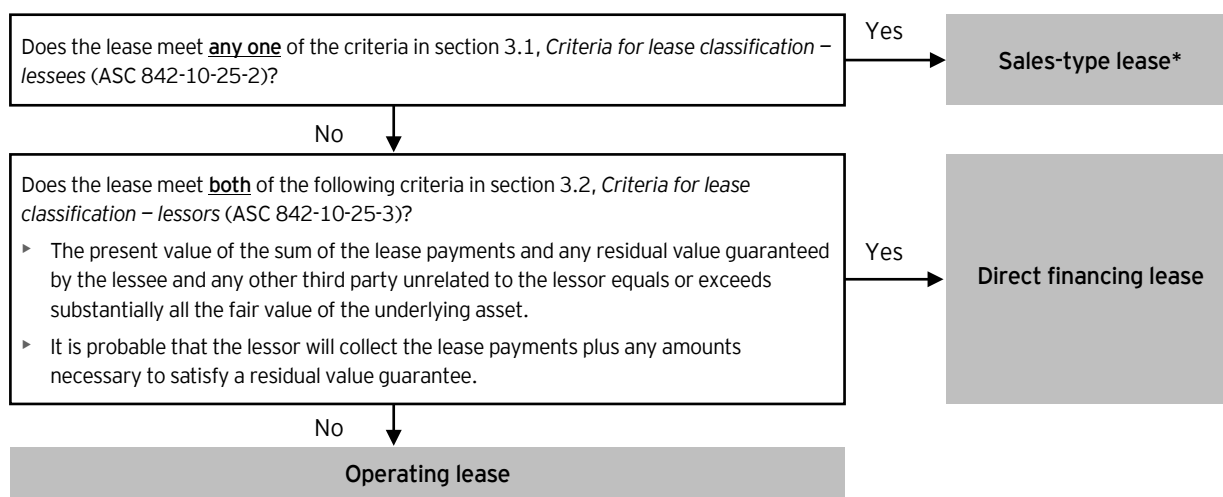 Does the lease meet any one of the criteria in section 3.1, Criteria for lease classification –
lessees (ASC 842-10-25-2)?
Yes
Sales-type lease*
No
Does the lease meet both of the following criteria in section 3.2, Criteria for lease
classification – lessors (ASC 842-10-25-3)?
‣ The present value of the sum of the lease payments and any residual value guaranteed
by the lessee and any other third party unrelated to the lessor equals or exceeds
substantially all the fair value of the underlying asset.
‣ It is probable that the lessor will collect the lease payments plus any amounts
necessary to satisfy a residual value guarantee.
Yes
Direct financing lease
No
Operating lease